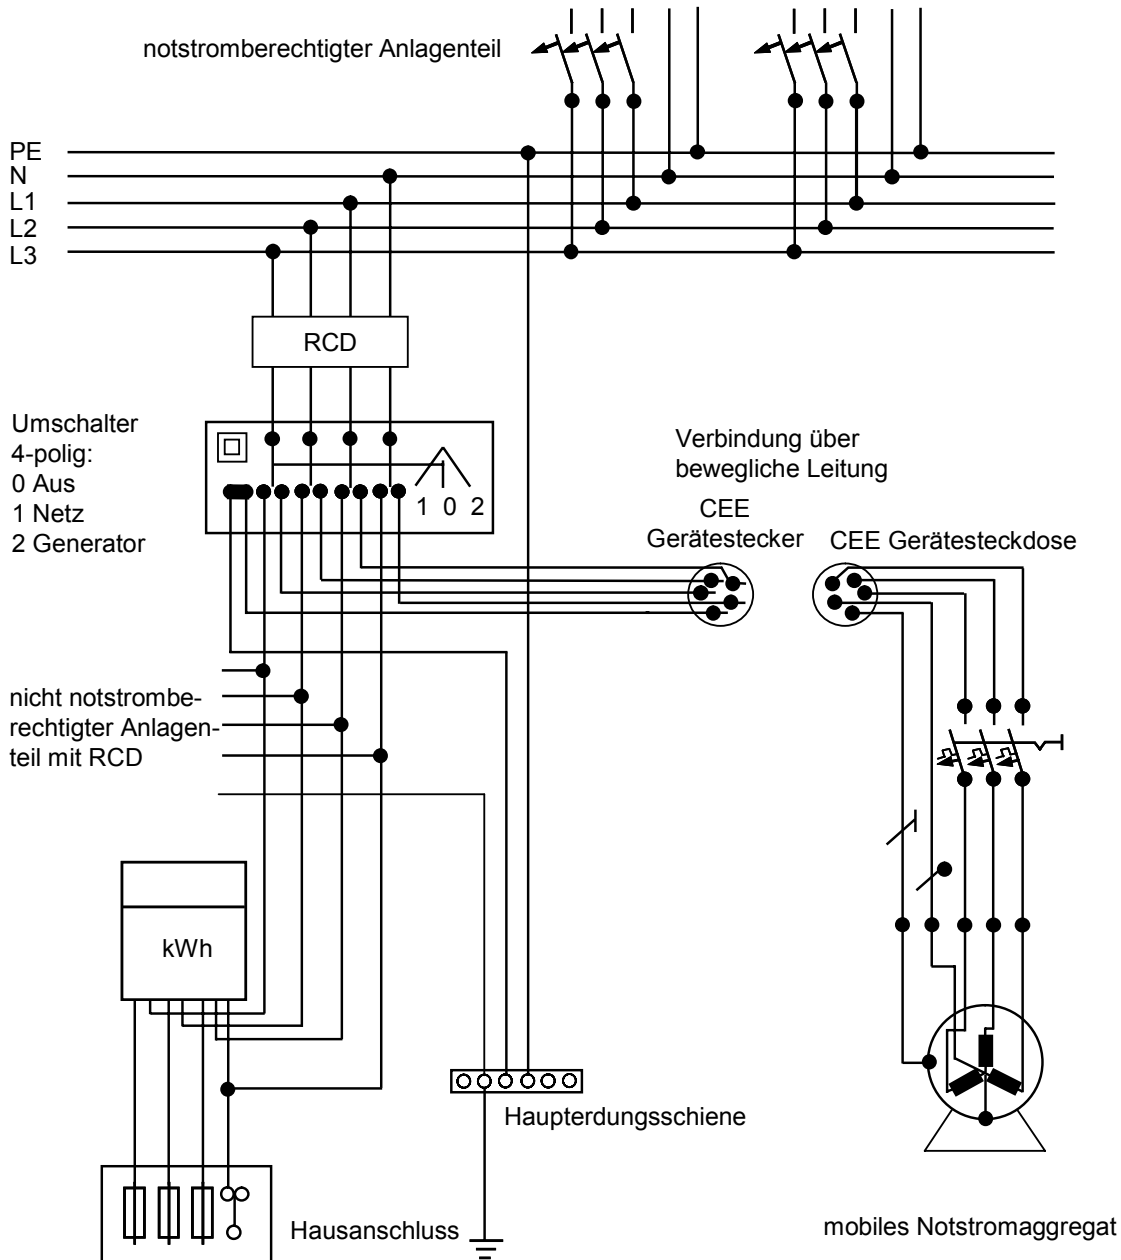 notstromberechtigter Anlagenteil
PE
N
L1
L2
L3
RCD
Umschalter
4-polig:
0 Aus
1 Netz
2 Generator
1 0 2
Verbindung über
bewegliche Leitung
CEE
Gerätestecker
CEE Gerätesteckdose
nicht notstrombe-
rechtigter Anlagen-
teil mit RCD
kWh
Haupterdungsschiene
Hausanschluss
mobiles Notstromaggregat